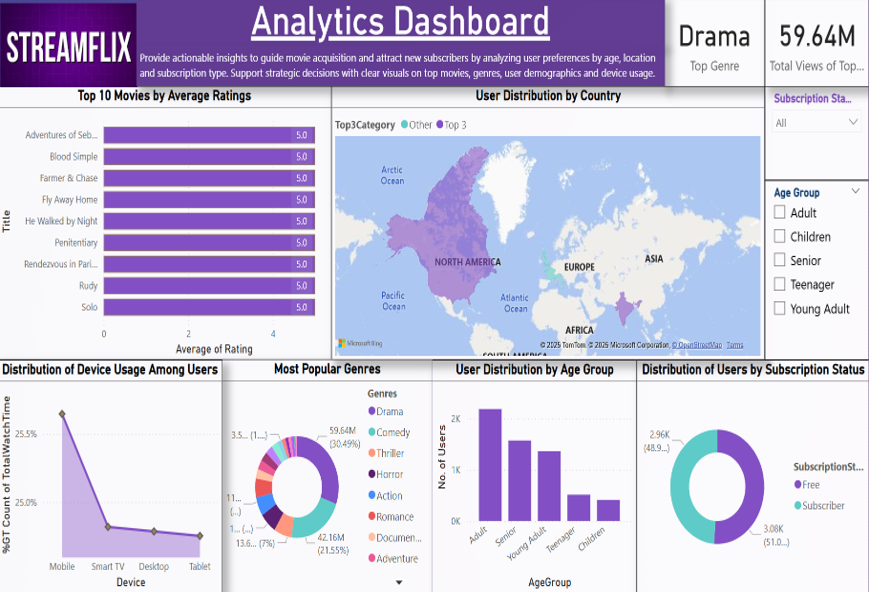 STREAMFLIX
Analytics Dashboard
Provide actionable insights to guide movie acquisition and attract new subscribers by analyzing user preferences by age, location
and subscription type. Support strategic decisions with clear visuals on top movies, genres, user demographics and device usage.
Drama
Top Genre
59.64M
Total Views of Top...
Top 10 Movies by Average Ratings
Title
Adventures of Seb... 5.0
Blood Simple 5.0
Farmer & Chase 5.0
Fly Away Home 5.0
He Walked by Night 5.0
Penitentiary 5.0
Rendezvous in Pari... 5.0
Rudy 5.0
Solo 5.0
0 2 4
Average of Rating
User Distribution by Country
Top3Category Other Top 3
Arctic
Ocean
NORTH AMERICA
EUROPE
ASIA
Pacific
Ocean
Atlantic
Ocean
AFRICA
SOUTH AMERICA
Microsoft Bing
© 2025 TomTom, © 2025 Microsoft Corporation, © OpenStreetMap Terms
Subscription Sta...
All
Age Group
Adult
Children
Senior
Teenager
Young Adult
Distribution of Device Usage Among Users
%GT Count of TotalWatchTime
25.5%
25.0%
Mobile Smart TV Desktop Tablet
Device
Most Popular Genres
3.5... (1....)
59.64M
(30.49%)
11...
(...)
1... (...)
13.6... (7%)
42.16M
(21.55%)
Genres
Drama
Comedy
Thriller
Horror
Action
Romance
Documen...
Adventure
User Distribution by Age Group
No. of Users
2K
1K
0K
Adult Senior Young Adult Teenager Children
AgeGroup
Distribution of Users by Subscription Status
2.96K
(48.9...)
3.08K
(51.0...)
SubscriptionSt...
Free
Subscriber